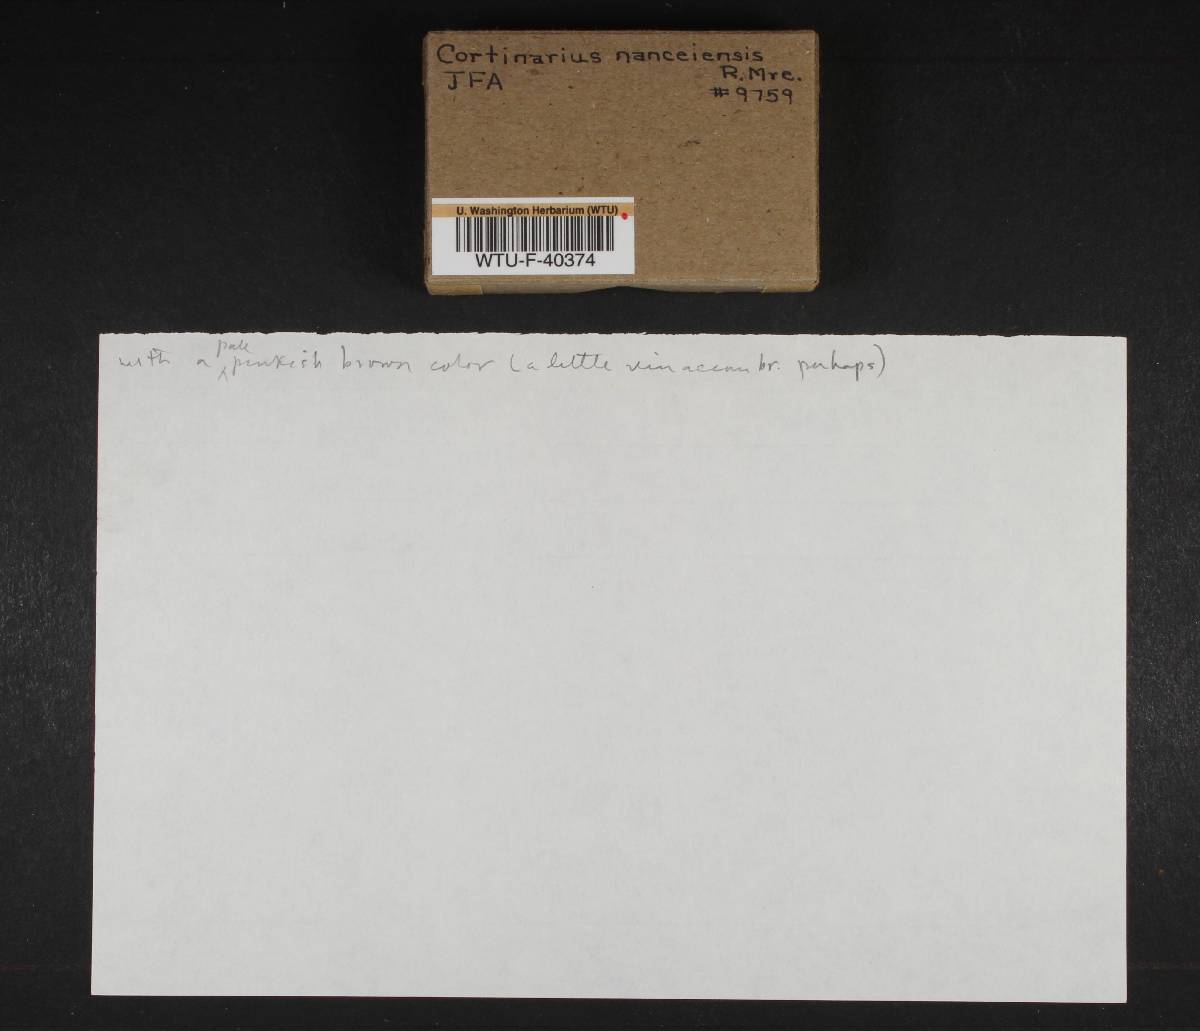 Cortinarius nanceiensis
R. Mre.
JFA
#9759
U. Washington Herbarium (WTU)
WTU-F-40374
with a pale pinkish brown color (a little vinaceous br. perhaps)